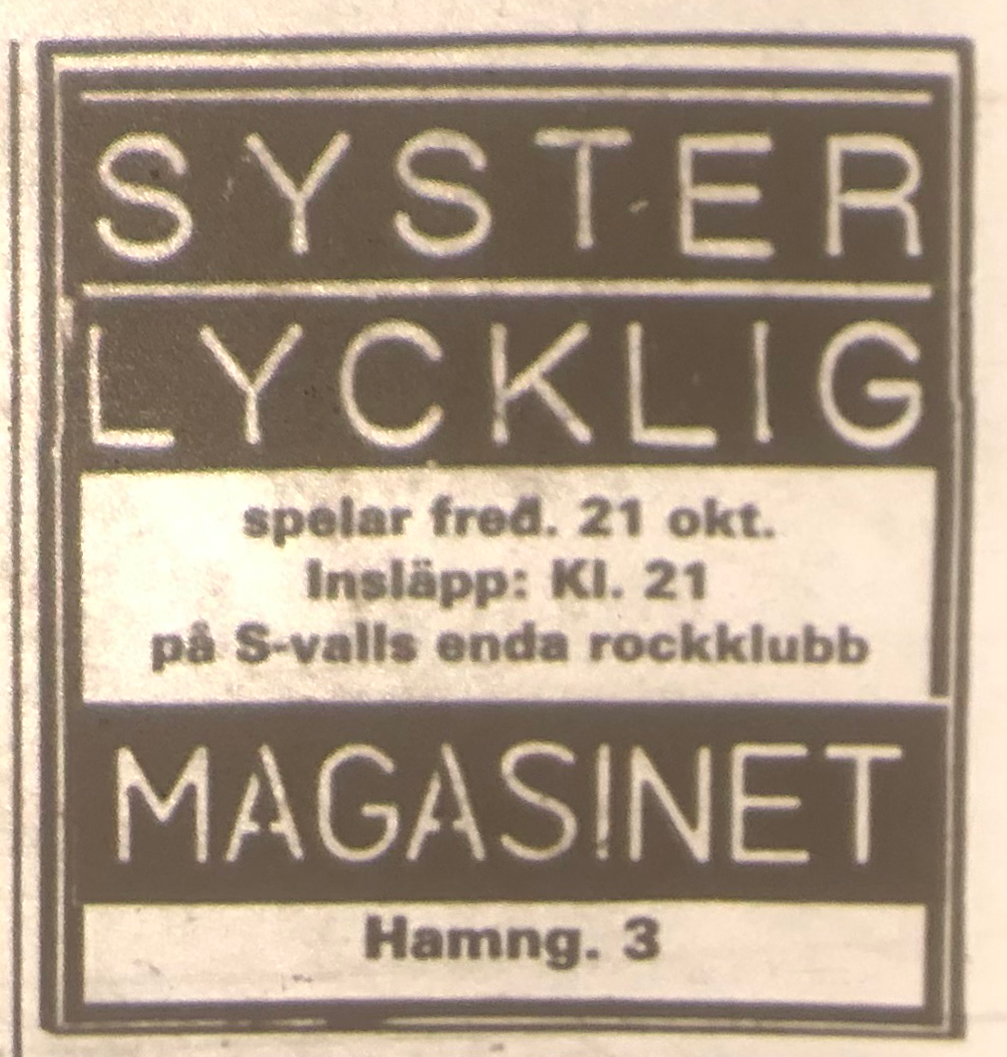 SYSTER
LYCKLIG
spelar fred. 21 okt.
Insläpp: Kl. 21
på S-valls enda rockklubb
MAGASINET
Hamng. 3